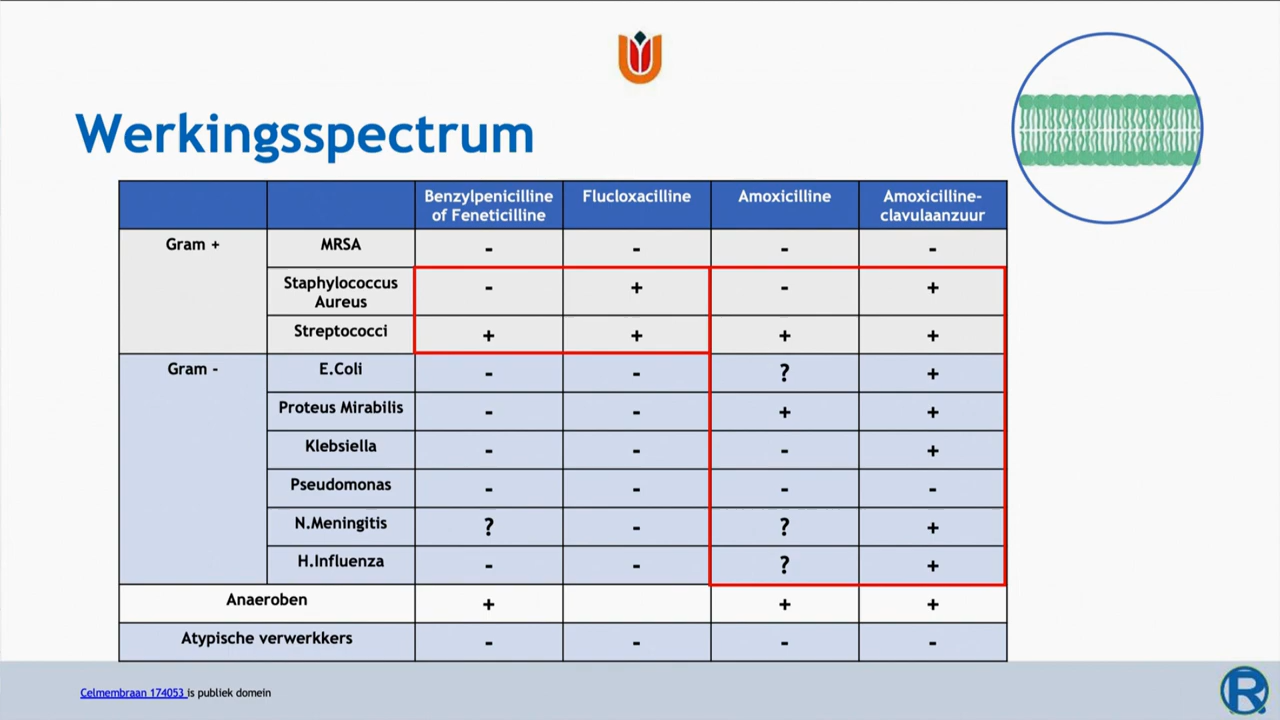 Werkingsspectrum
Benzylpenicilline of Feneticilline Flucloxacilline Amoxicilline Amoxicilline-clavulaanzuur
Gram + MRSA - - - -
Staphylococcus Aureus - + - +
Streptococci + + + +
Gram - E.Coli - - ? +
Proteus Mirabilis - - + +
Klebsiella - - - +
Pseudomonas - - - -
N.Meningitis ? - ? +
H.Influenza - - ? +
Anaeroben + + +
Atypische verwerkkers - - - -
Celmembraan 174053 is publiek domein
R